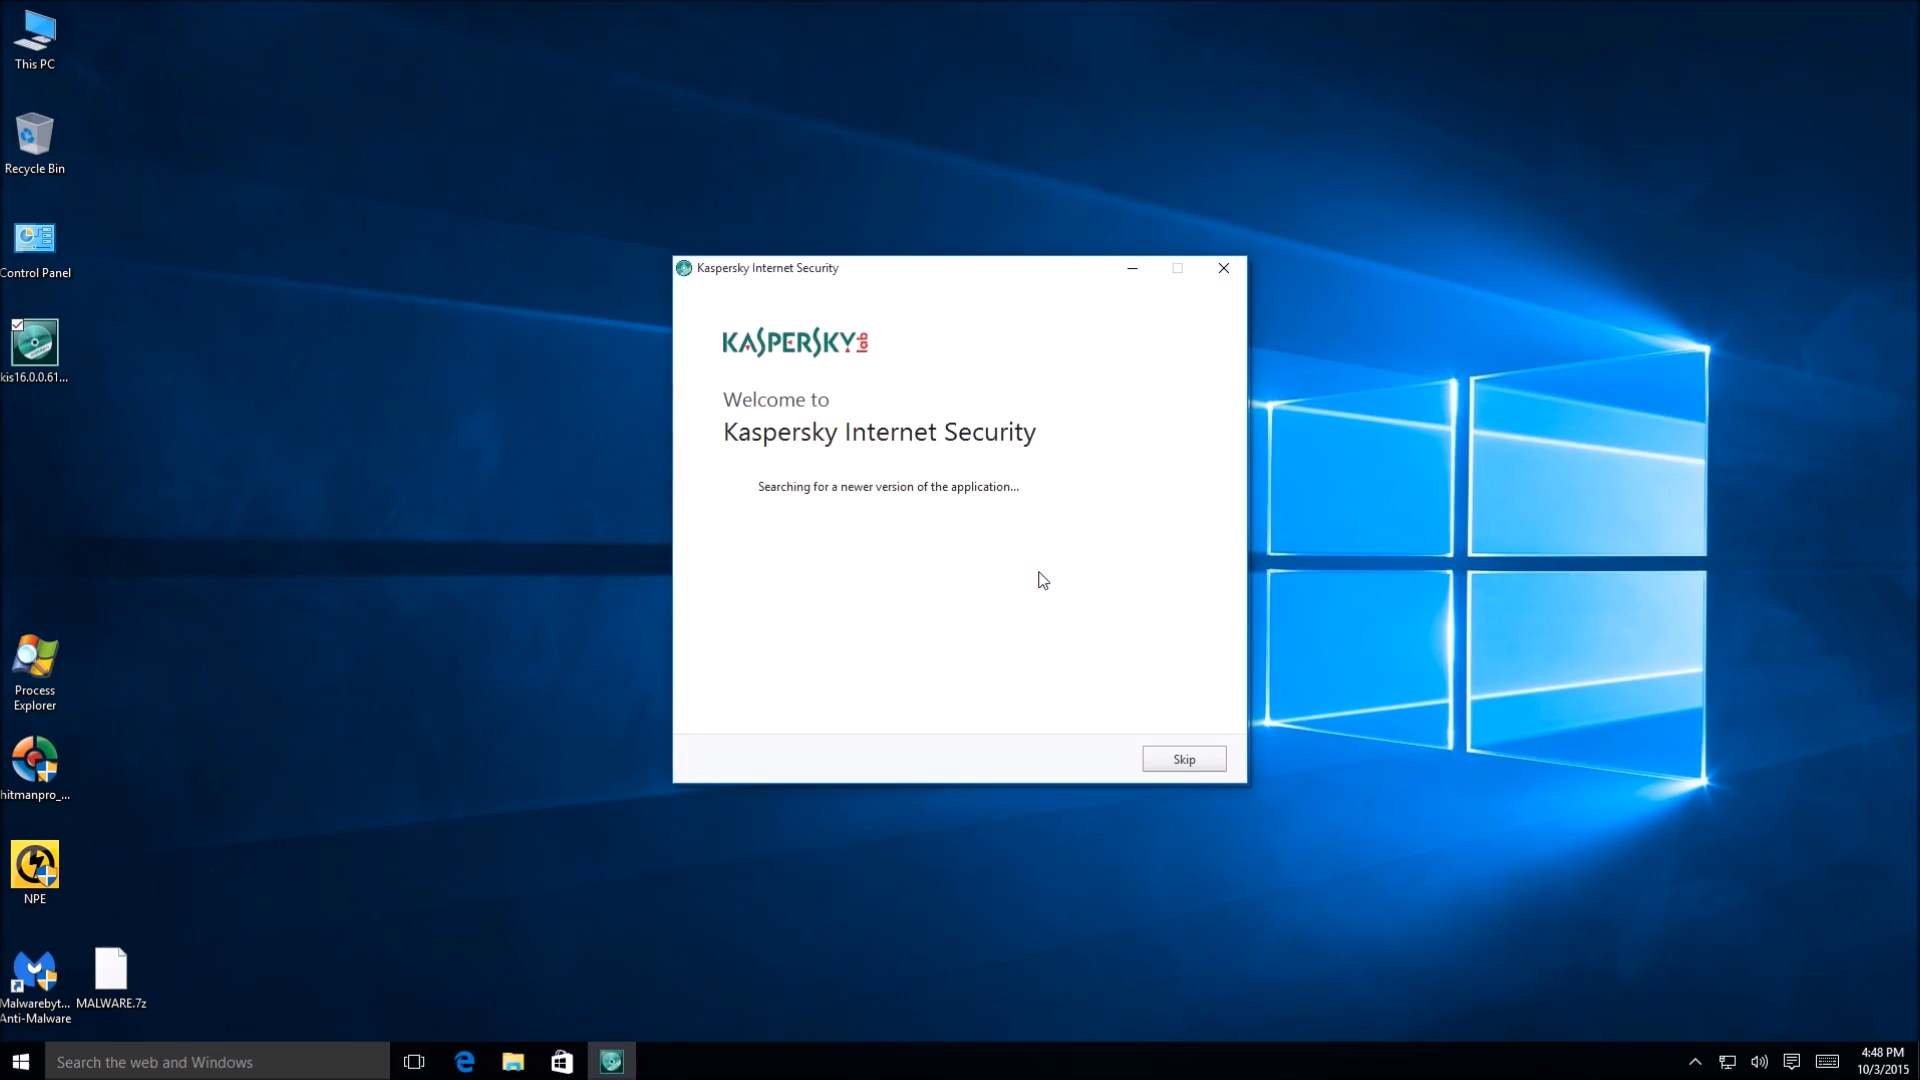 This PC
Recycle Bin
Control Panel
kis16.0.0.61...
Process
Explorer
hitmanpro_...
NPE
Malwarebyt...
Anti-Malware
MALWARE.7z
Kaspersky Internet Security
KASPERSKY lab
Welcome to
Kaspersky Internet Security
Searching for a newer version of the application...
Skip
Search the web and Windows
4:48 PM
10/3/2015